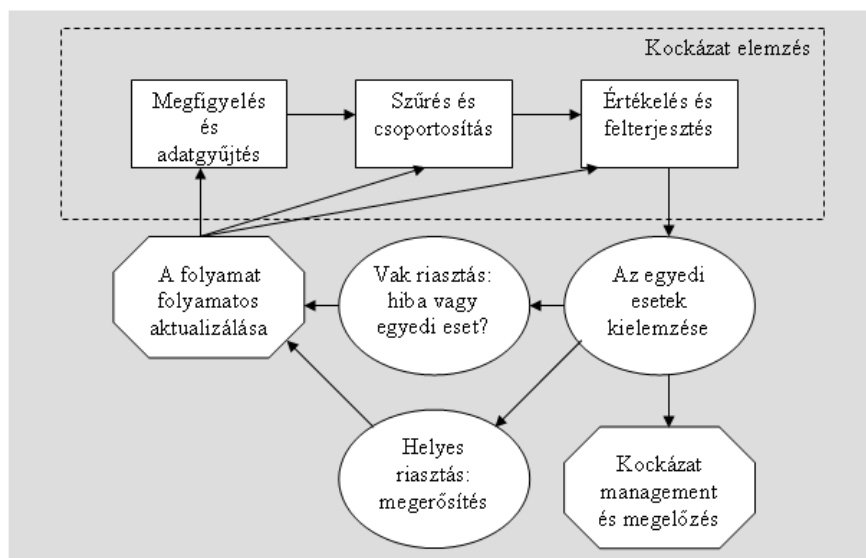 Kockázat elemzés
Megfigyelés
és
adatgyűjtés
Szűrés és
csoportosítás
Értékelés és
felterjesztés
A folyamat
folyamatos
aktualizálása
Vak riasztás:
hiba vagy
egyedi eset?
Az egyedi
esetek
kielemzése
Helyes
riasztás:
megerősítés
Kockázat
management
és megelőzés